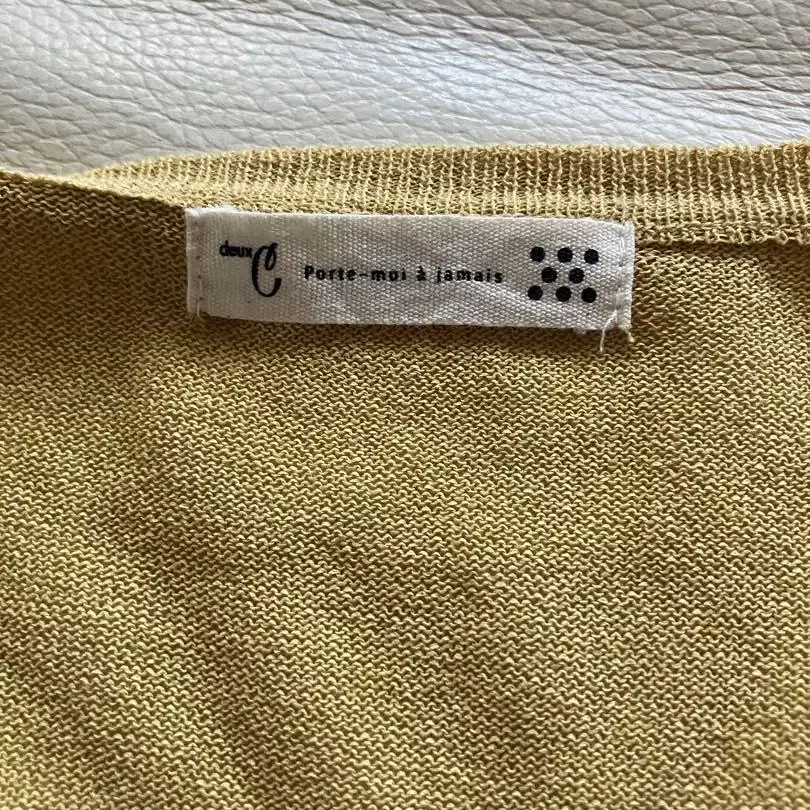 deux C
Porte-moi à jamais